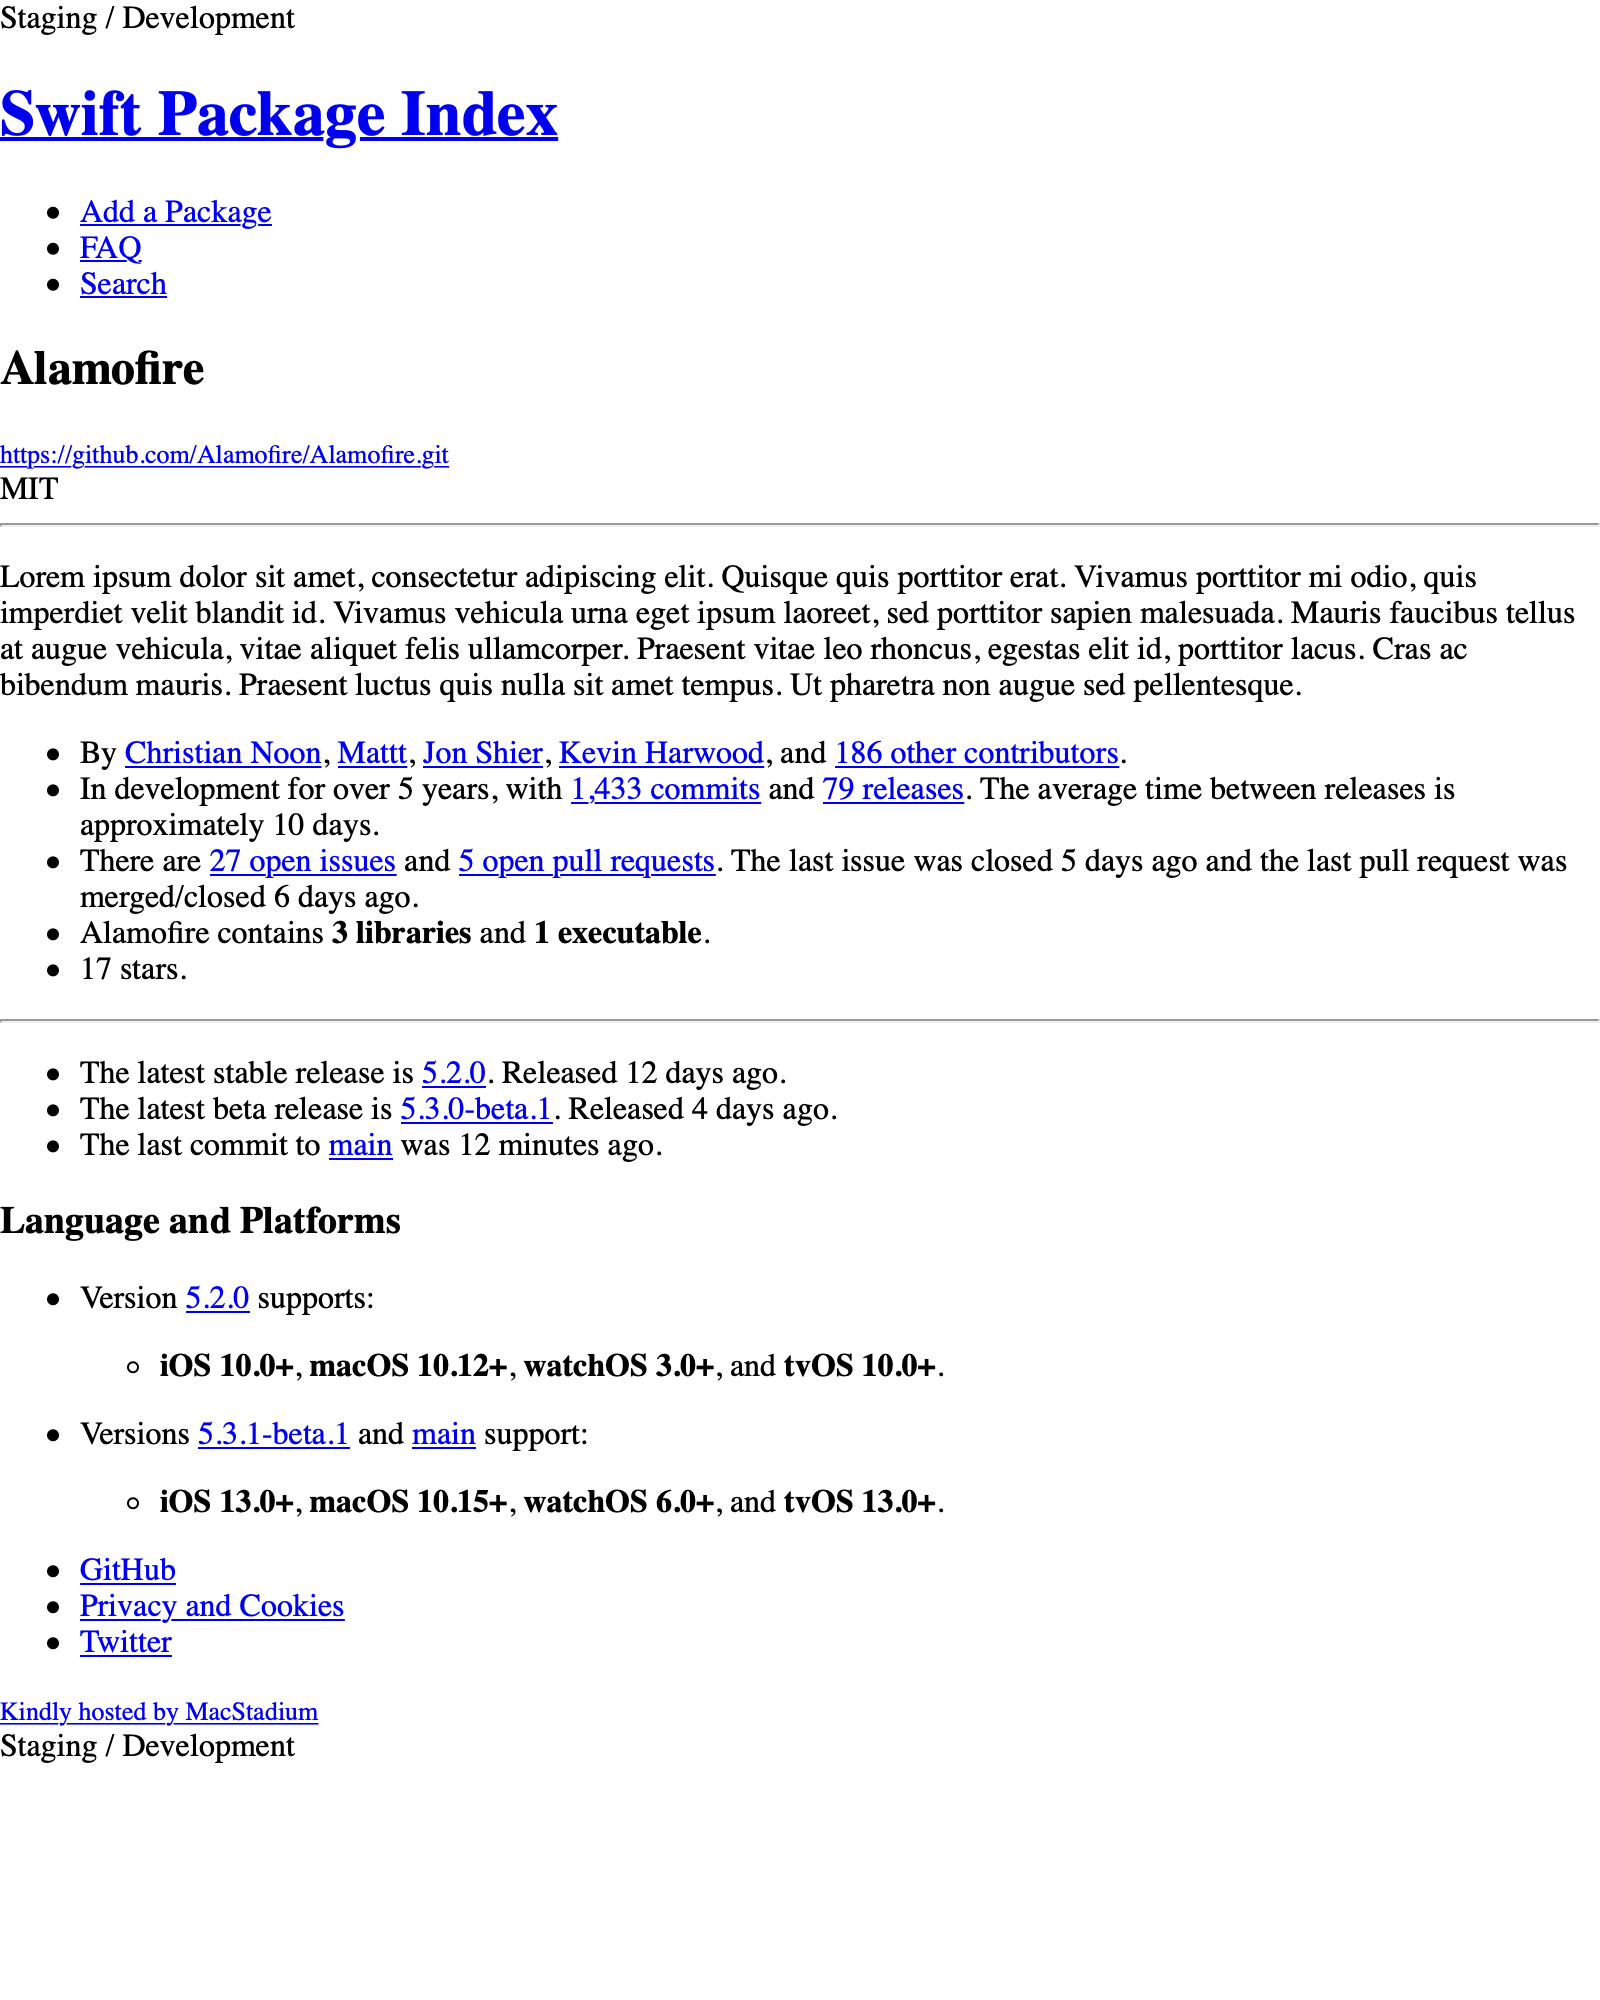 Staging / Development
Swift Package Index
Add a Package
FAQ
Search
Alamofire
https://github.com/Alamofire/Alamofire.git
MIT
Lorem ipsum dolor sit amet, consectetur adipiscing elit. Quisque quis porttitor erat. Vivamus porttitor mi odio, quis
imperdiet velit blandit id. Vivamus vehicula urna eget ipsum laoreet, sed porttitor sapien malesuada. Mauris faucibus tellus
at augue vehicula, vitae aliquet felis ullamcorper. Praesent vitae leo rhoncus, egestas elit id, porttitor lacus. Cras ac
bibendum mauris. Praesent luctus quis nulla sit amet tempus. Ut pharetra non augue sed pellentesque.
By Christian Noon, Mattt, Jon Shier, Kevin Harwood, and 186 other contributors.
In development for over 5 years, with 1,433 commits and 79 releases. The average time between releases is
approximately 10 days.
There are 27 open issues and 5 open pull requests. The last issue was closed 5 days ago and the last pull request was
merged/closed 6 days ago.
Alamofire contains 3 libraries and 1 executable.
17 stars.
The latest stable release is 5.2.0. Released 12 days ago.
The latest beta release is 5.3.0-beta.1. Released 4 days ago.
The last commit to main was 12 minutes ago.
Language and Platforms
Version 5.2.0 supports:
iOS 10.0+, macOS 10.12+, watchOS 3.0+, and tvOS 10.0+.
Versions 5.3.1-beta.1 and main support:
iOS 13.0+, macOS 10.15+, watchOS 6.0+, and tvOS 13.0+.
GitHub
Privacy and Cookies
Twitter
Kindly hosted by MacStadium
Staging / Development